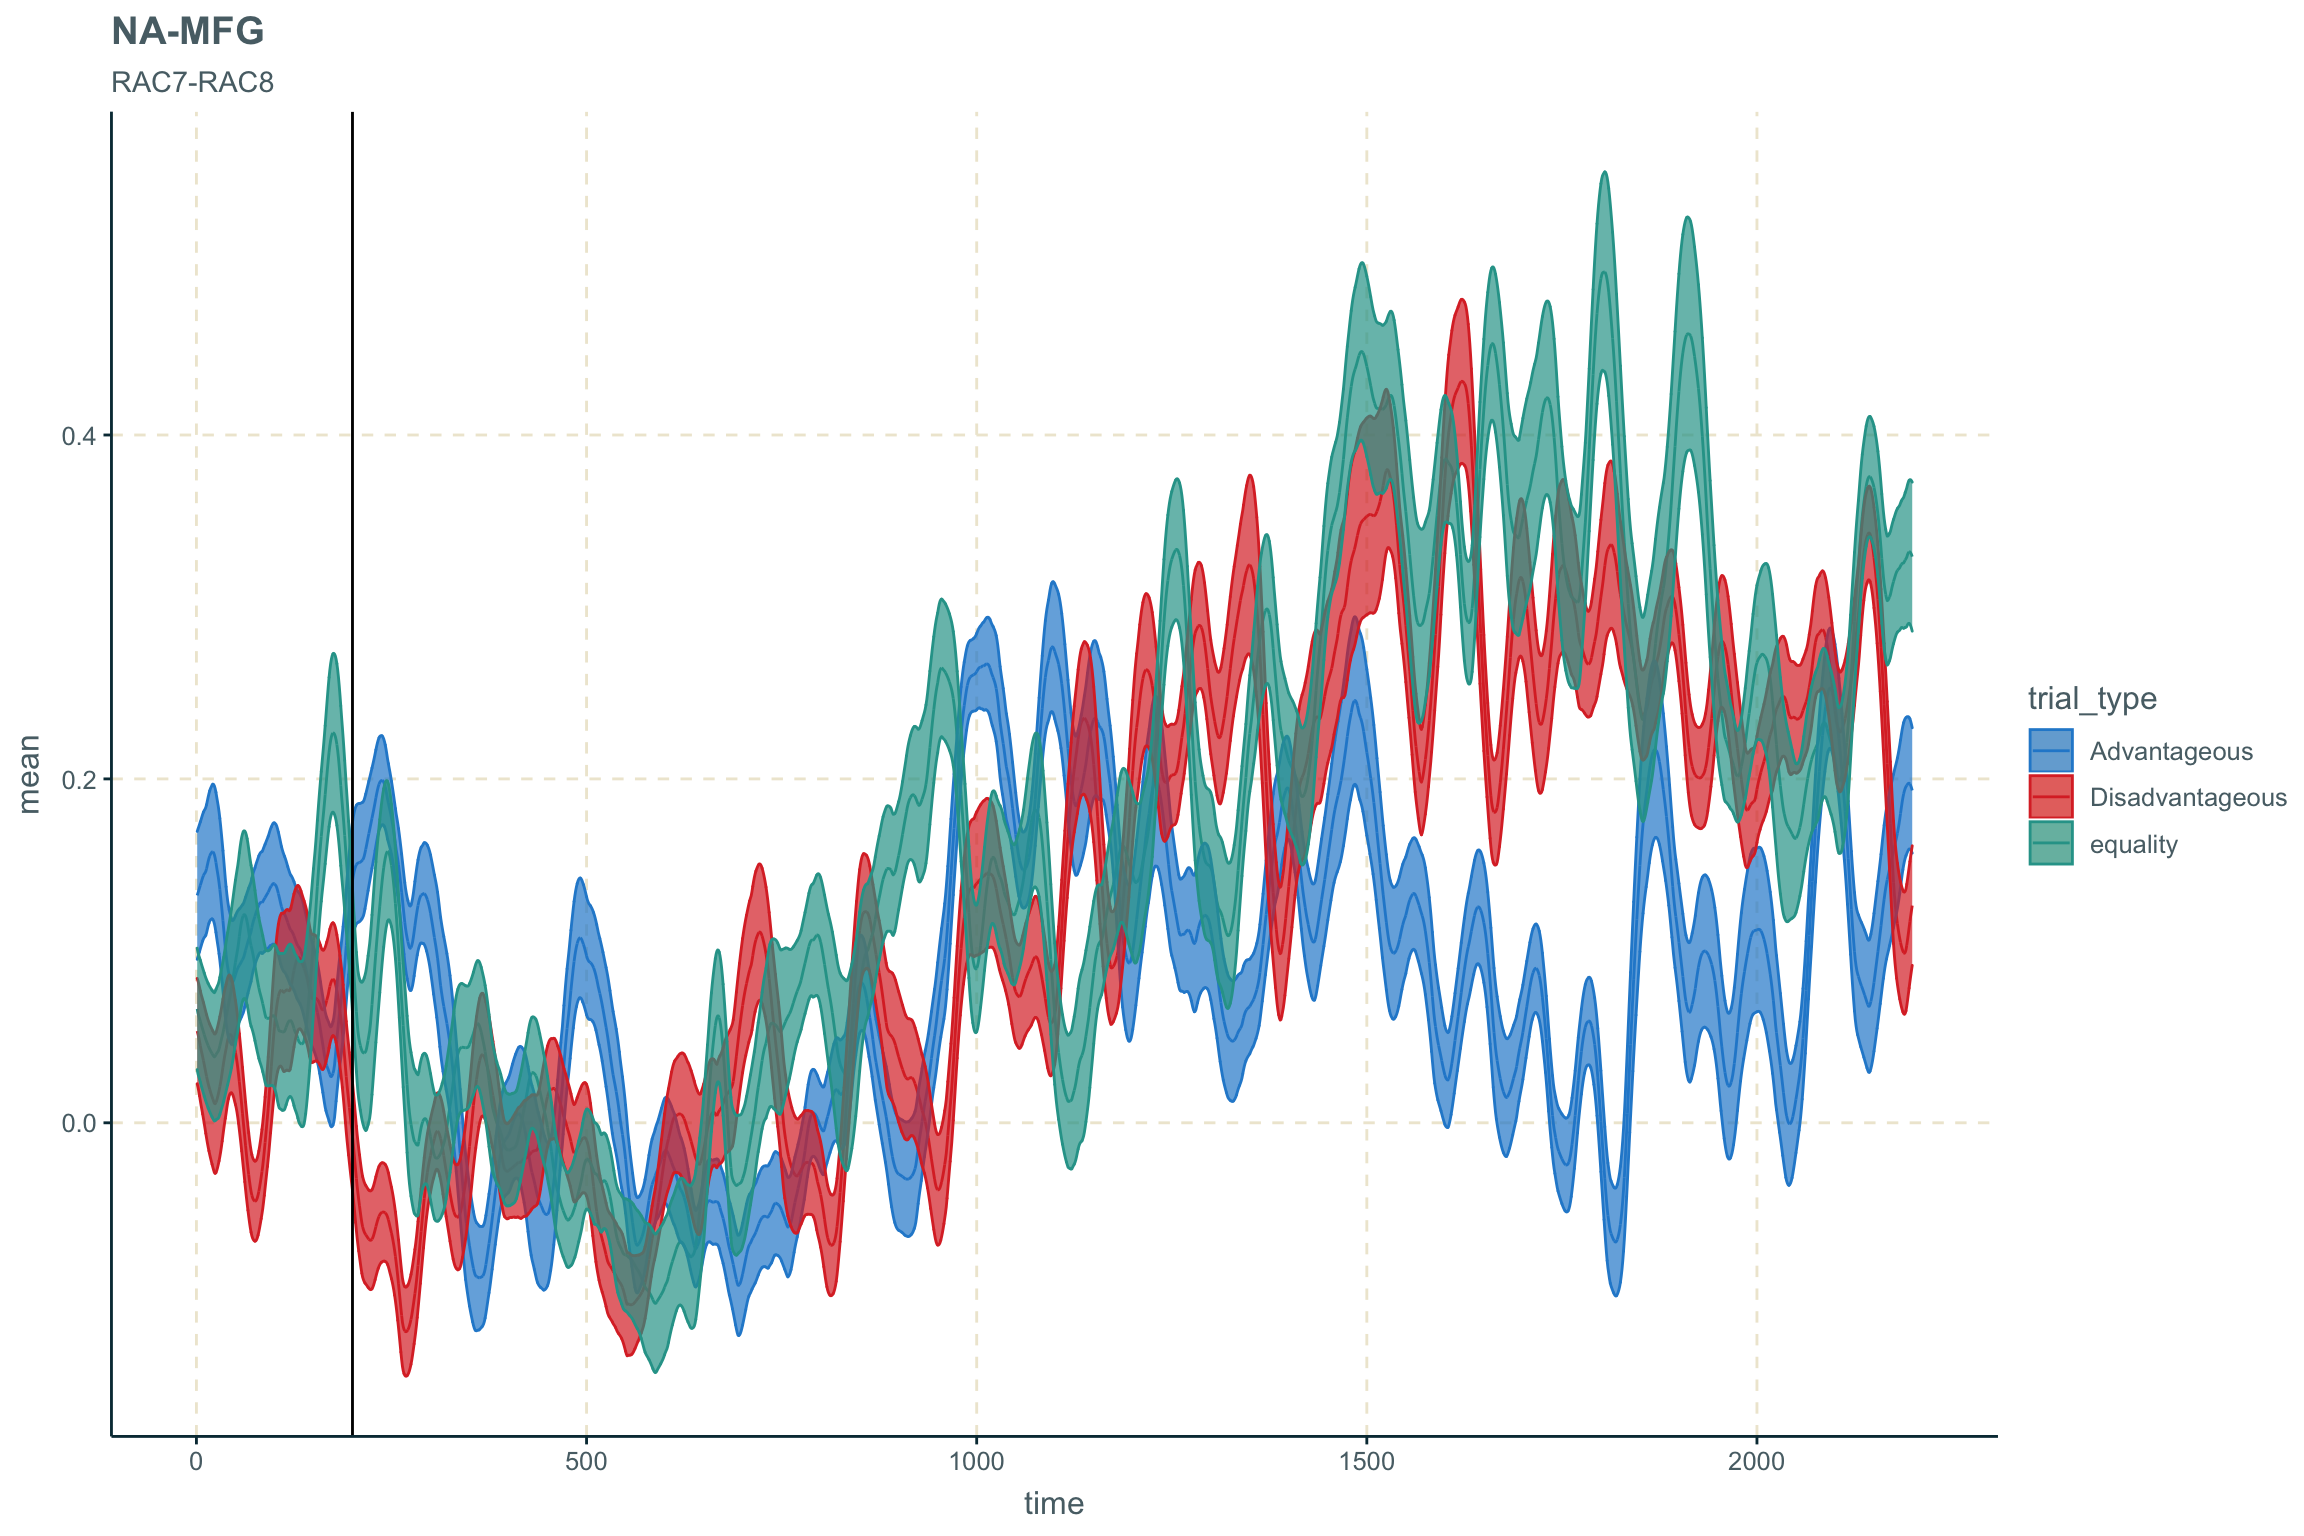 NA-MFG
RAC7-RAC8
mean
0.4
0.2
0.0
0
500
1000
1500
2000
time
trial_type
Advantageous
Disadvantageous
equality